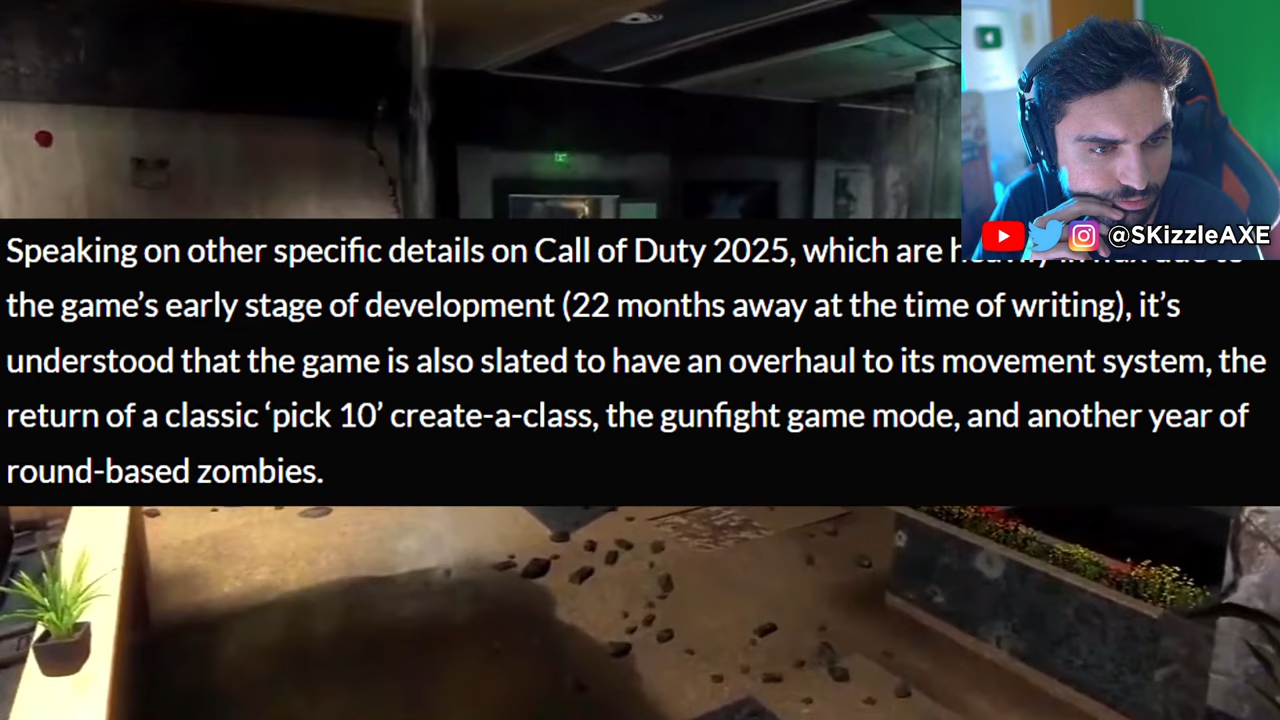 @SKizzleAXE
Speaking on other specific details on Call of Duty 2025, which are
the game’s early stage of development (22 months away at the time of writing), it’s
understood that the game is also slated to have an overhaul to its movement system, the
return of a classic ‘pick 10’ create-a-class, the gunfight game mode, and another year of
round-based zombies.